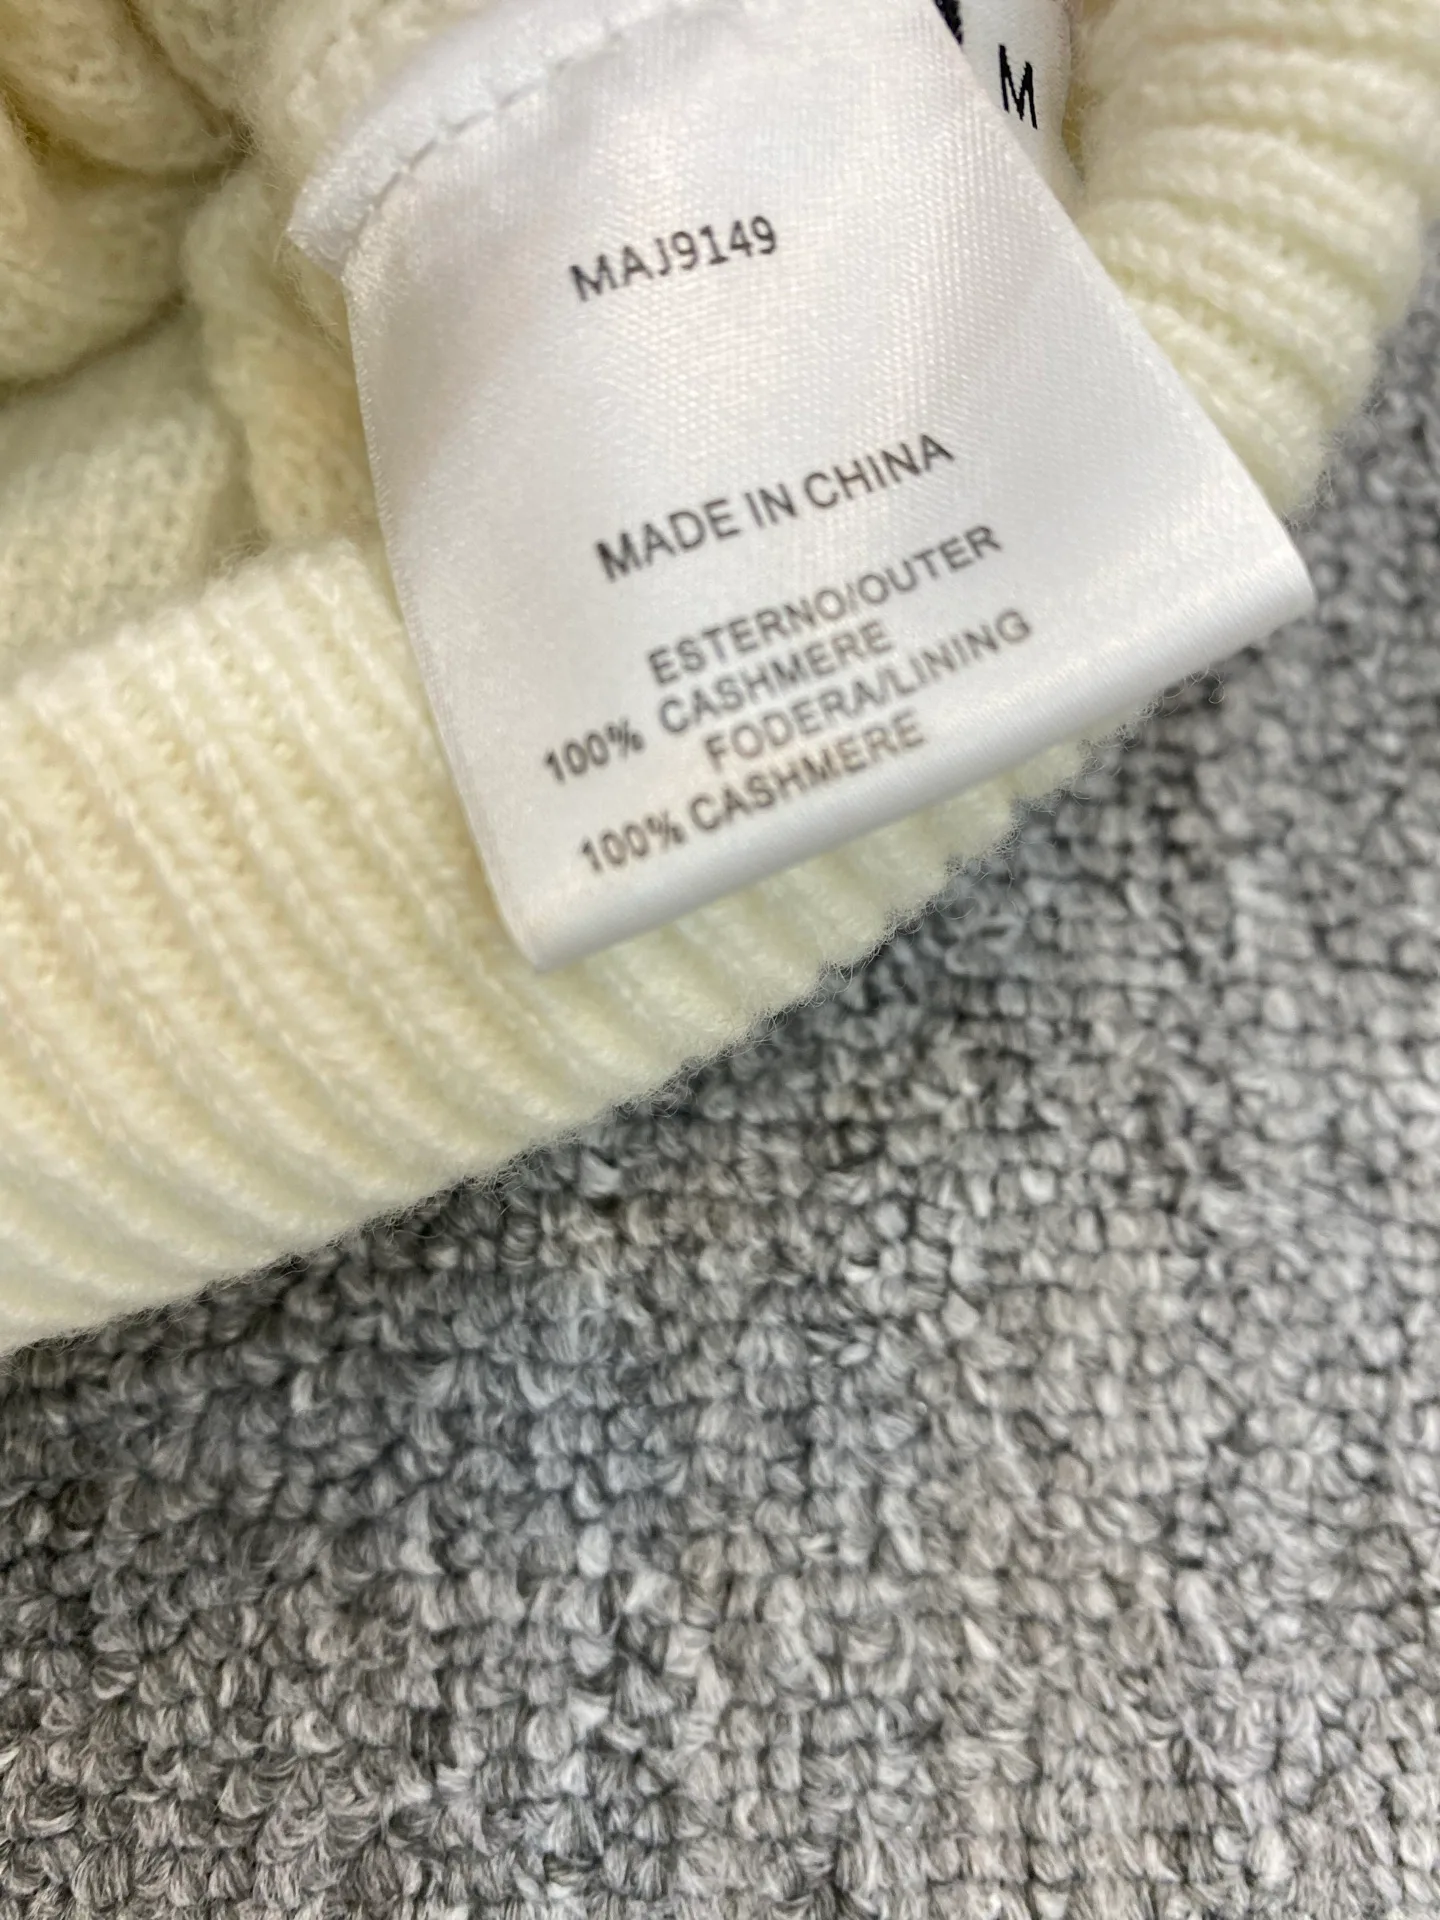 M
MAJ9149
MADE IN CHINA
ESTERNO/OUTER
100% CASHMERE
FODERA/LINING
100% CASHMERE